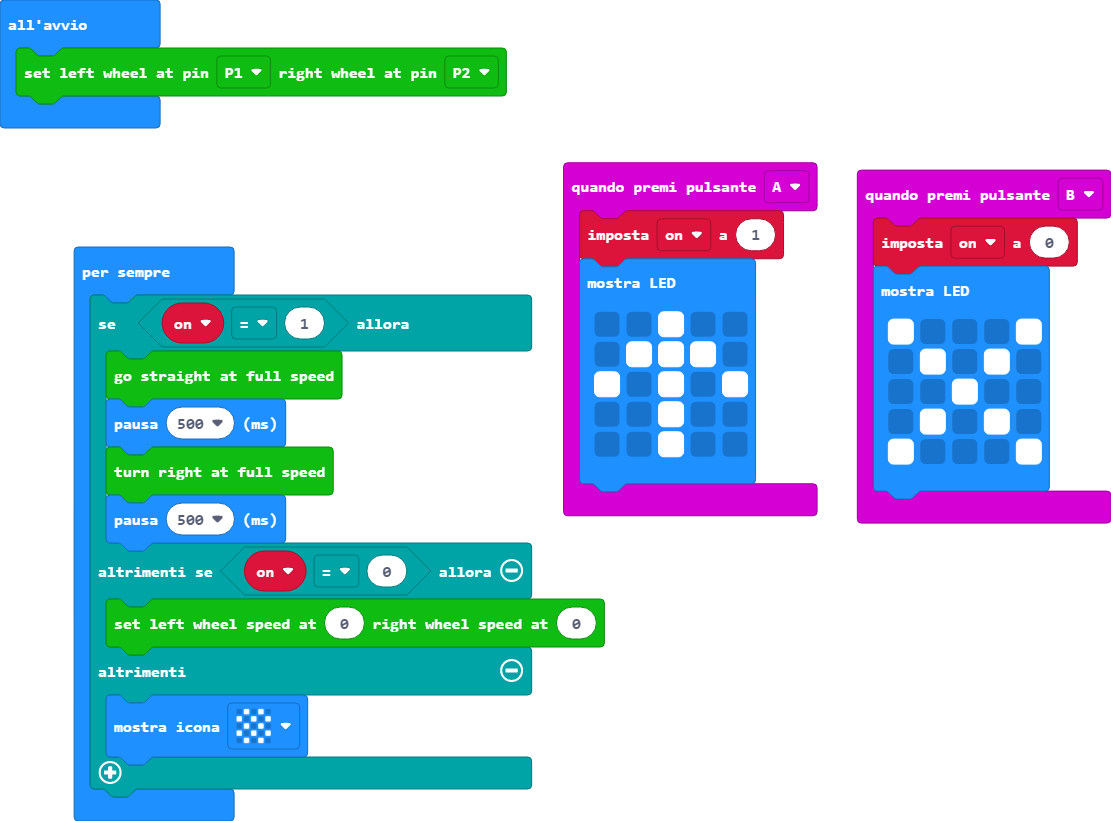 all'avvio
set left wheel at pin P1 right wheel at pin P2
quando premi pulsante A
imposta on a 1
mostra LED
quando premi pulsante B
imposta on a 0
mostra LED
per sempre
se on = 1 allora
go straight at full speed
pausa 500 (ms)
turn right at full speed
pausa 500 (ms)
altrimenti se on = 0 allora
set left wheel speed at 0 right wheel speed at 0
altrimenti
mostra icona